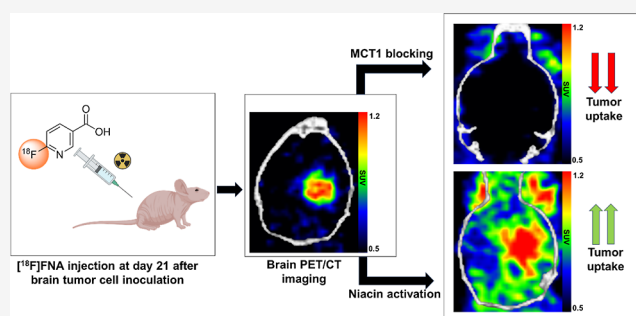 MCT1 blocking
1.2
SUV
0.5
Tumor
uptake
O
OH
18F
N
[18F]FNA injection at day 21 after
brain tumor cell inoculation
1.2
SUV
0.5
Brain PET/CT
imaging
Niacin activation
1.2
SUV
0.5
Tumor
uptake